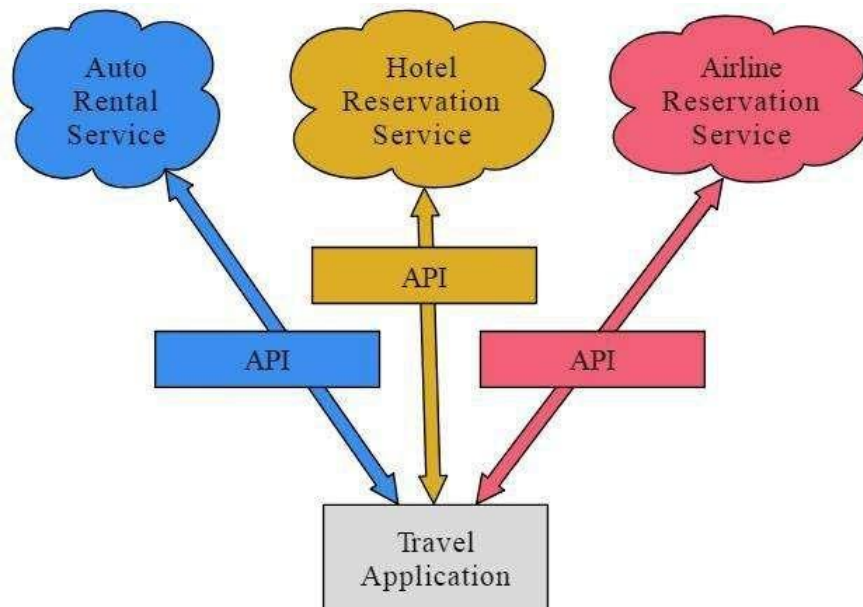 Auto
Rental
Service
Hotel
Reservation
Service
Airline
Reservation
Service
API
API
API
Travel
Application